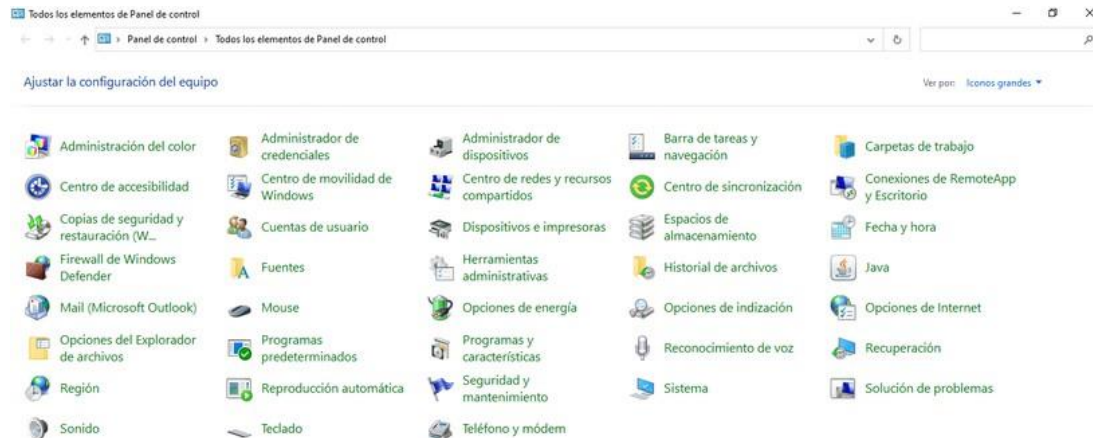 Todos los elementos de Panel de control
Panel de control › Todos los elementos de Panel de control
Ajustar la configuración del equipo
Ver por: Iconos grandes
Administración del color
Administrador de
credenciales
Administrador de
dispositivos
Barra de tareas y
navegación
Carpetas de trabajo
Centro de accesibilidad
Centro de movilidad de
Windows
Centro de redes y recursos
compartidos
Centro de sincronización
Conexiones de RemoteApp
y Escritorio
Copias de seguridad y
restauración (W...
Cuentas de usuario
Dispositivos e impresoras
Espacios de
almacenamiento
Fecha y hora
Firewall de Windows
Defender
Fuentes
Herramientas
administrativas
Historial de archivos
Java
Mail (Microsoft Outlook)
Mouse
Opciones de energía
Opciones de indización
Opciones de Internet
Opciones del Explorador
de archivos
Programas
predeterminados
Programas y
características
Reconocimiento de voz
Recuperación
Región
Reproducción automática
Seguridad y
mantenimiento
Sistema
Solución de problemas
Sonido
Teclado
Teléfono y módem